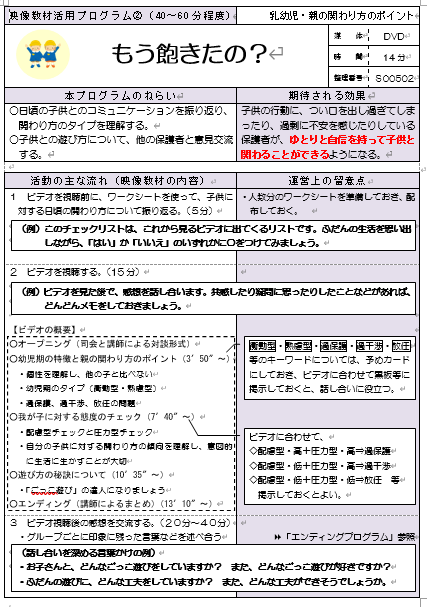 映像教材活用プログラム② (40～60分程度)
乳幼児・親の関わり方のポイント
もう飽きたの？
媒　体
DVD
時　間
14分
整理番号
S00502
本プログラムのねらい
期待される効果
○日頃の子供とのコミュニケーションを振り返り、
関わり方のタイプを理解する。
○子供との遊び方について、他の保護者と意見交流
する。
子供の行動に、つい口を出し過ぎてしま
ったり、過剰に不安を感じたりしている
保護者が、ゆとりと自信を持って子供と
関わることができるようになる。
活動の主な流れ（映像教材の内容）
運営上の留意点
1　ビデオを視聴前に、ワークシートを使って、子供に
対する日頃の関わり方について振り返る。（5分）
・人数分のワークシートを準備しておき、配
布しておく。
（例）このチェックリストは、これから見るビデオに出てくるリストです。ふだんの生活を思い出
しながら、「はい」か「いいえ」のいずれかに○をつけてみましょう。
2　ビデオを視聴する。（15分）
（例）ビデオを見た後で、感想を話し合います。共感したり疑問に思ったりしたことなどがあれば、
どんどんメモをしておきましょう。
【ビデオの概要】
○オープニング（司会と講師による対談形式）
○幼児期の特徴と親の関わり方のポイント（3′50″～）
・個性を理解し、他の子と比べない
・幼児期のタイプ（衝動型・熟慮型）
・過保護、過干渉、放任の問題
○我が子に対する態度のチェック（7′40″～）
・配慮型チェックと圧力型チェック
・自分の子供に対する関わり方の傾向を理解し、意図的
に生活に生かすことが大切
○遊び方の秘訣について（10′35″～）
・「ごっこ遊び」の達人になりましょう
○エンディング（講師によるまとめ）（13′10″～）
衝動型・熟慮型・過保護・過干渉・放任
等のキーワードについては、予めカード
にしておき、ビデオに合わせて黒板等に
掲示しておくと、話し合いに役立つ。
ビデオに合わせて、
◇配慮型・高＋圧力型・高⇒過保護
◇配慮型・低＋圧力型・高⇒過干渉
◇配慮型・低＋圧力型・低⇒放任　等
掲示しておくとよい。
3　ビデオ視聴後の感想を交流する。（20分～40分）
・グループごとに印象に残った言葉などを述べ合う
「エンディングプログラム」参照
（話し合いを深める言葉かけの例）
・お子さんと、どんなごっこ遊びをしていますか？　また、どんなごっこ遊びが好きですか？
・ふだんの遊びに、どんな工夫をしていますか？　また、どんな工夫ができそうでしょうか。